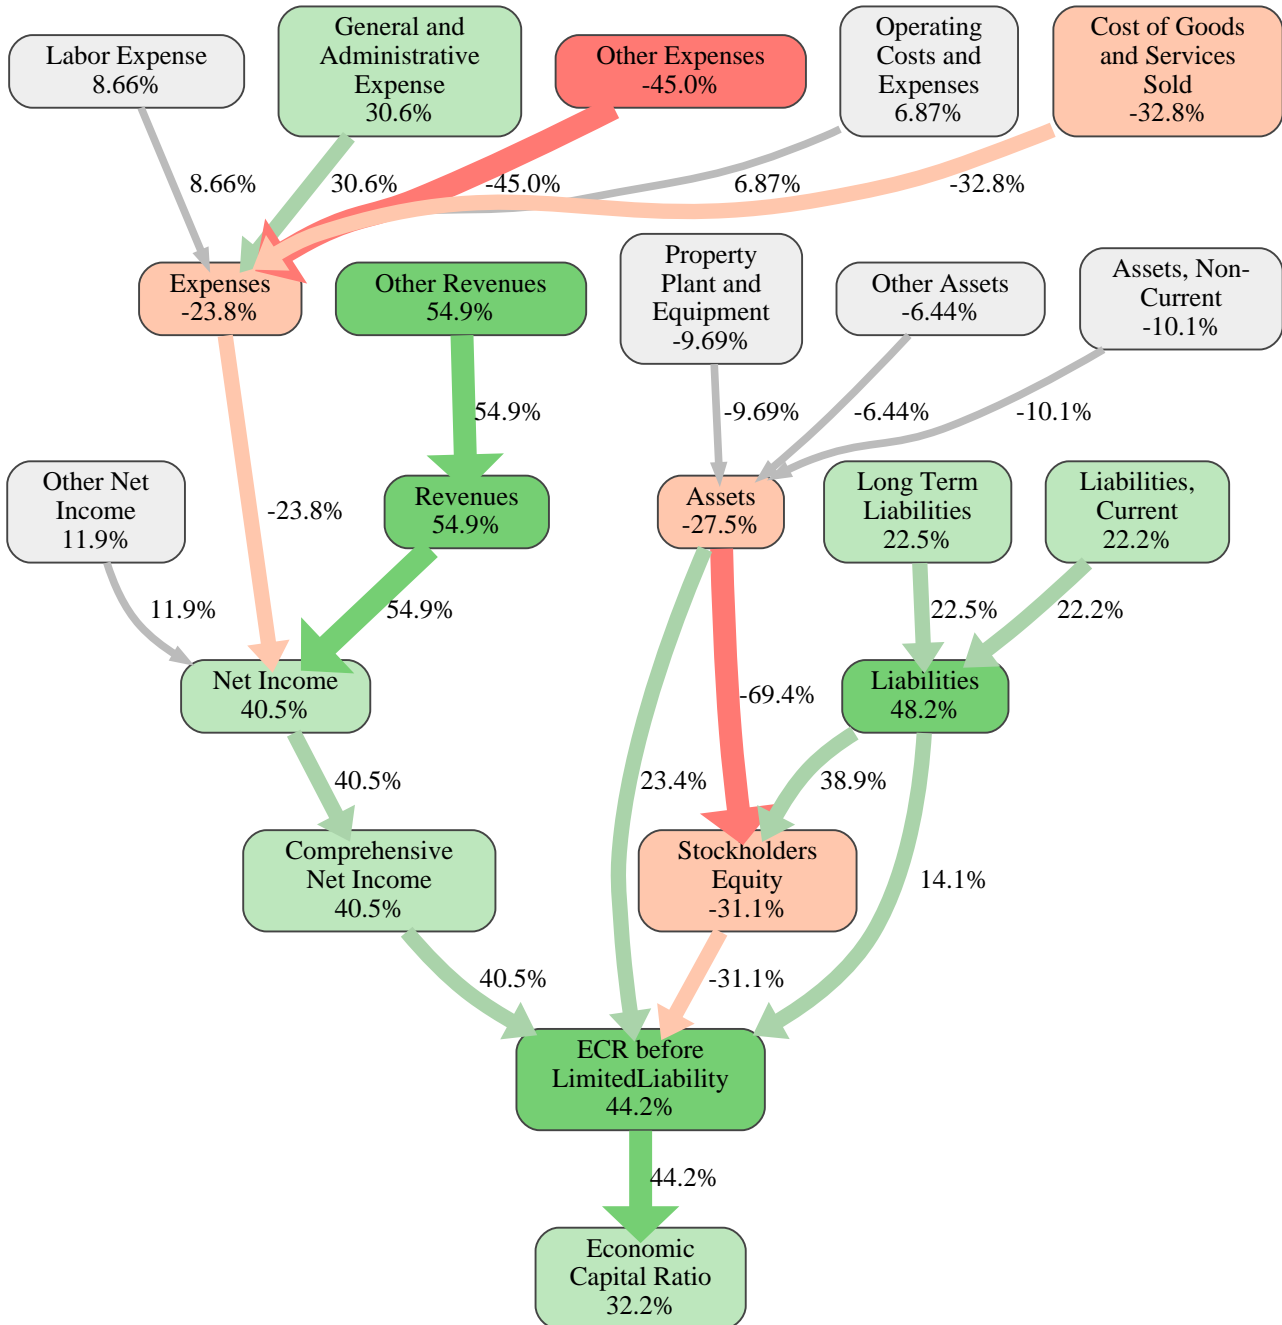 Labor Expense
8.66%
General and
Administrative
Expense
30.6%
Other Expenses
-45.0%
Operating
Costs and
Expenses
6.87%
Cost of Goods
and Services
Sold
-32.8%
8.66%
30.6%
-45.0%
6.87%
-32.8%
Expenses
-23.8%
Other Revenues
54.9%
Property
Plant and
Equipment
-9.69%
Other Assets
-6.44%
Assets, Non-
Current
-10.1%
54.9%
-9.69%
-6.44%
-10.1%
Other Net
Income
11.9%
-23.8%
Revenues
54.9%
Assets
-27.5%
Long Term
Liabilities
22.5%
Liabilities,
Current
22.2%
11.9%
54.9%
22.5%
22.2%
Net Income
40.5%
-69.4%
Liabilities
48.2%
40.5%
23.4%
38.9%
Comprehensive
Net Income
40.5%
Stockholders
Equity
-31.1%
14.1%
40.5%
-31.1%
ECR before
LimitedLiability
44.2%
44.2%
Economic
Capital Ratio
32.2%